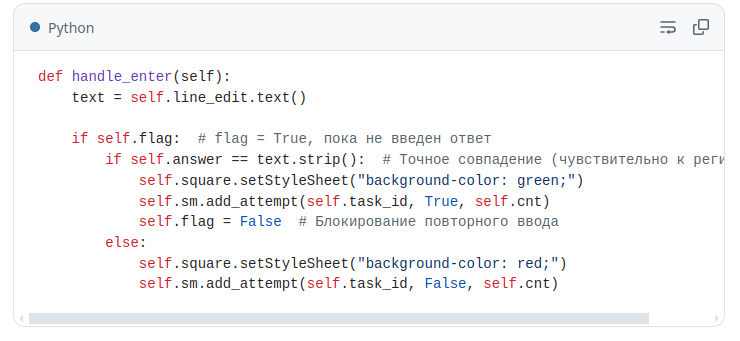 Python
def handle_enter(self):
    text = self.line_edit.text()
    if self.flag:  # flag = True, пока не введен ответ
        if self.answer == text.strip():  # Точное совпадение (чувствительно к
            self.square.setStyleSheet("background-color: green;")
            self.sm.add_attempt(self.task_id, True, self.cnt)
            self.flag = False  # Блокирование повторного ввода
        else:
            self.square.setStyleSheet("background-color: red;")
            self.sm.add_attempt(self.task_id, False, self.cnt)